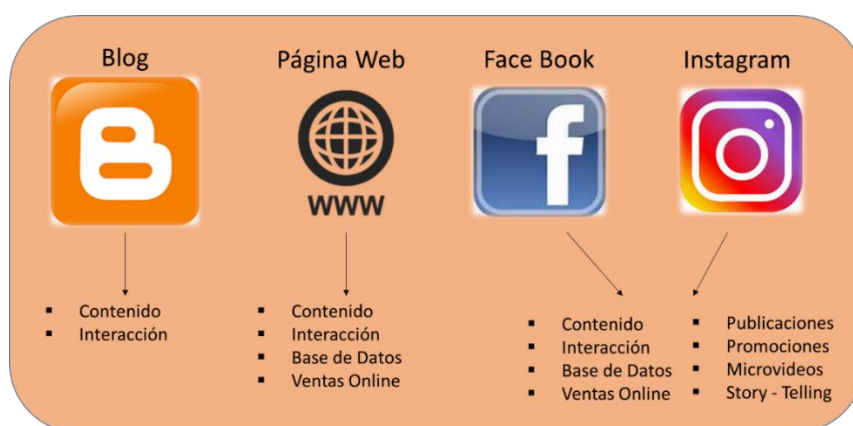 Blog
Página Web
Face Book
Instagram
WWW
▪ Contenido
▪ Interacción
▪ Contenido
▪ Interacción
▪ Base de Datos
▪ Ventas Online
▪ Contenido
▪ Interacción
▪ Base de Datos
▪ Ventas Online
▪ Publicaciones
▪ Promociones
▪ Microvideos
▪ Story - Telling